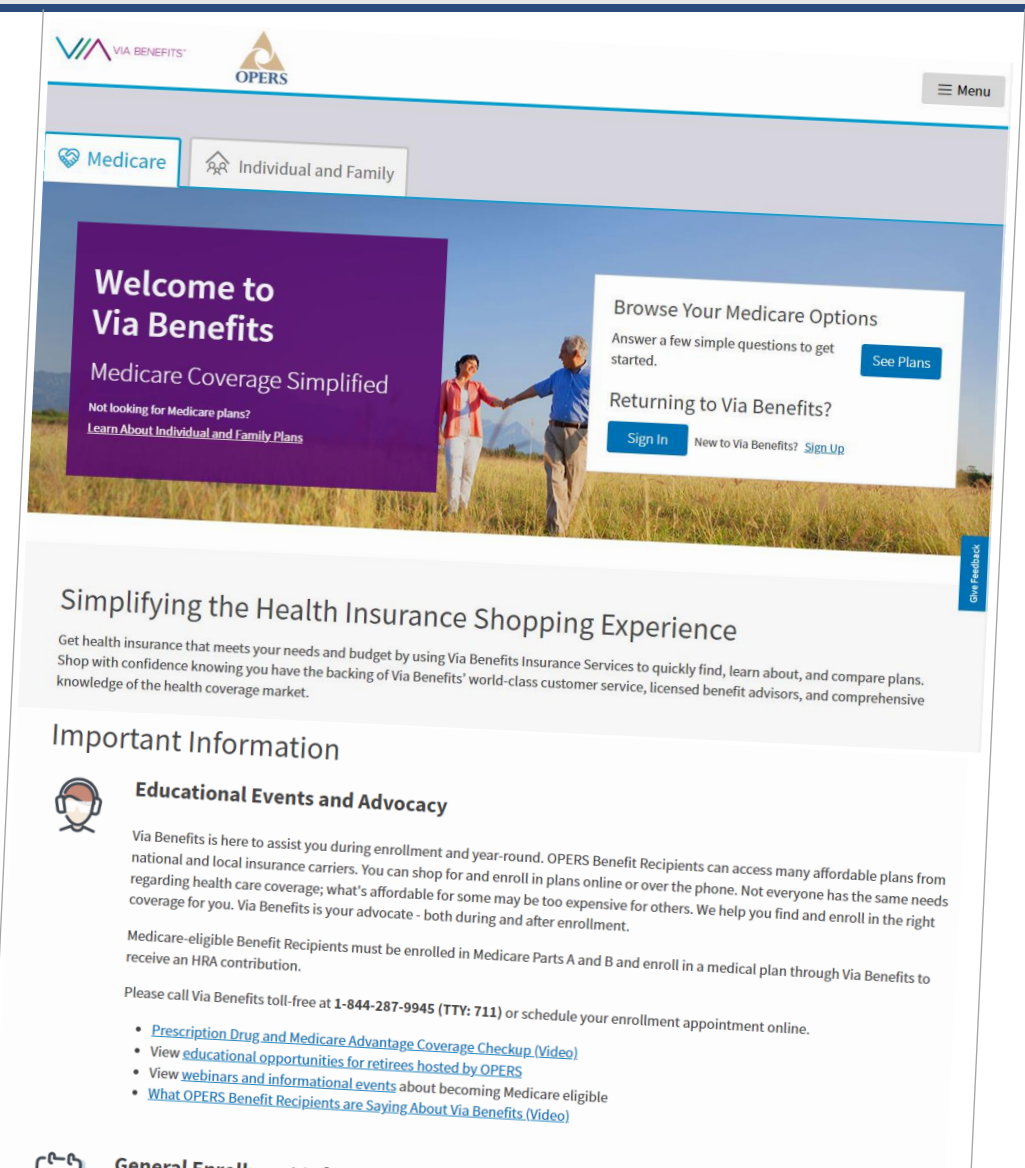 VIA BENEFITS™
OPERS
Menu
Medicare
Individual and Family
Welcome to
Via Benefits
Medicare Coverage Simplified
Not looking for Medicare plans?
Learn About Individual and Family Plans
Browse Your Medicare Options
Answer a few simple questions to get
started.
See Plans
Returning to Via Benefits?
Sign In
New to Via Benefits? Sign Up
Give Feedback
Simplifying the Health Insurance Shopping Experience
Get health insurance that meets your needs and budget by using Via Benefits Insurance Services to quickly find, learn about, and compare plans.
Shop with confidence knowing you have the backing of Via Benefits' world-class customer service, licensed benefit advisors, and comprehensive
knowledge of the health coverage market.
Important Information
Educational Events and Advocacy
Via Benefits is here to assist you during enrollment and year-round. OPERS Benefit Recipients can access many affordable plans from
national and local insurance carriers. You can shop for and enroll in plans online or over the phone. Not everyone has the same needs
regarding health care coverage; what's affordable for some may be too expensive for others. We help you find and enroll in the right
coverage for you. Via Benefits is your advocate - both during and after enrollment.
Medicare-eligible Benefit Recipients must be enrolled in Medicare Parts A and B and enroll in a medical plan through Via Benefits to
receive an HRA contribution.
Please call Via Benefits toll-free at 1-844-287-9945 (TTY: 711) or schedule your enrollment appointment online.
• Prescription Drug and Medicare Advantage Coverage Checkup (Video)
• View educational opportunities for retirees hosted by OPERS
• View webinars and informational events about becoming Medicare eligible
• What OPERS Benefit Recipients are Saying About Via Benefits (Video)
General